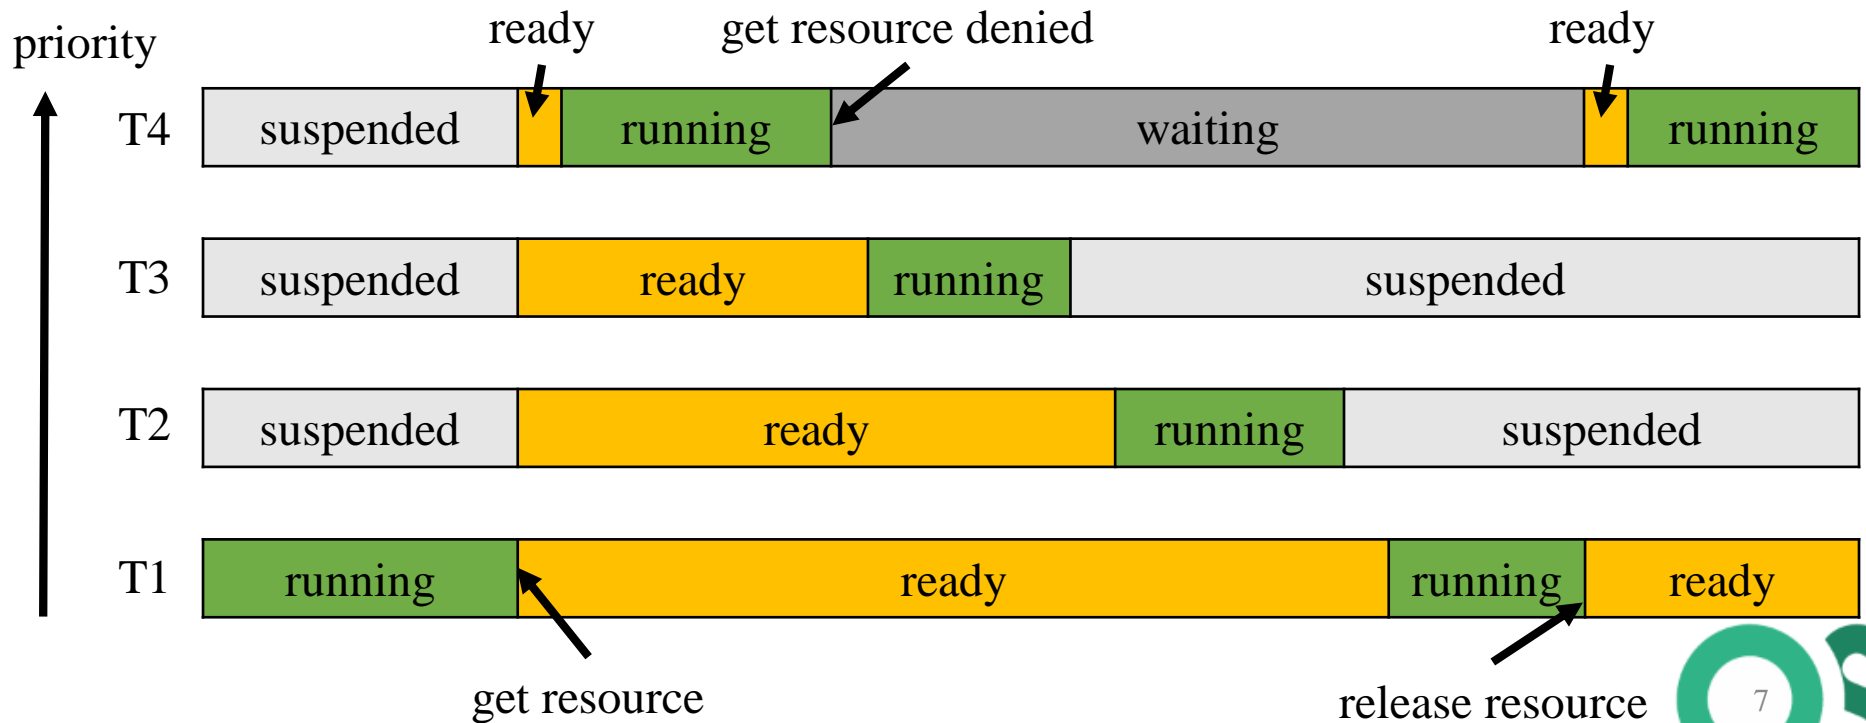 priority
ready
get resource denied
ready
T4
suspended
running
waiting
running
T3
suspended
ready
running
suspended
T2
suspended
ready
running
suspended
T1
running
ready
running
ready
get resource
release resource
7